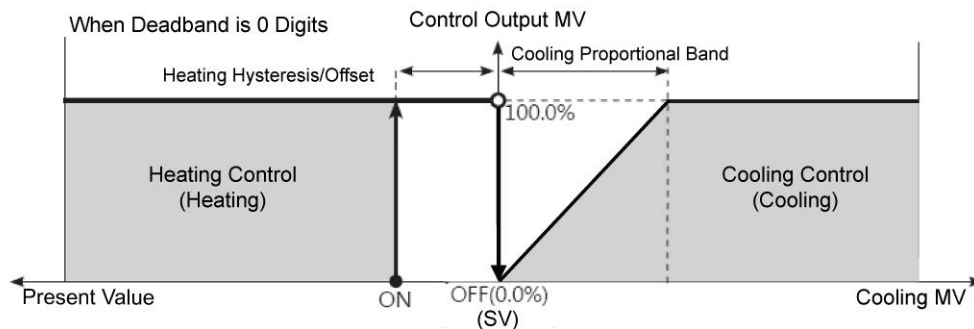 When Deadband is 0 Digits
Control Output MV
Heating Hysteresis/Offset
Cooling Proportional Band
100.0%
Heating Control
(Heating)
Cooling Control
(Cooling)
Present Value
ON
OFF(0.0%)
(SV)
Cooling MV